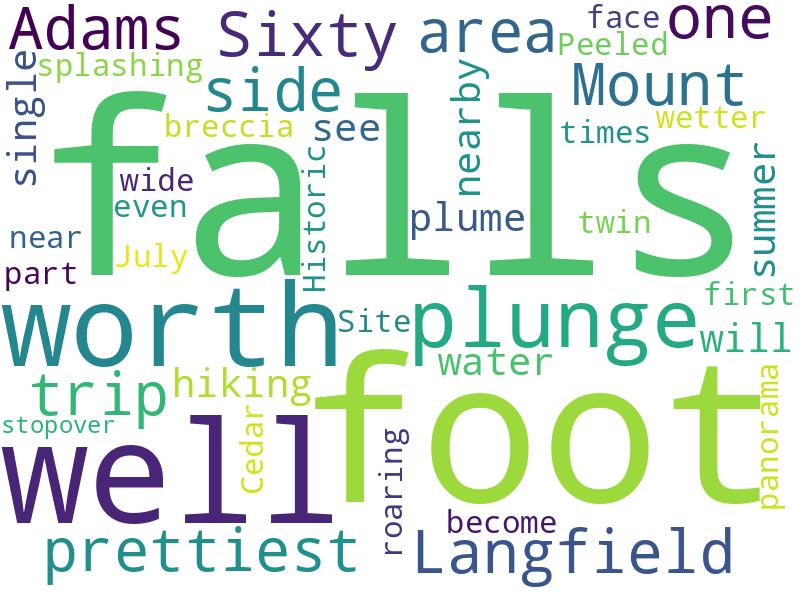 Adams
Sixty
area
face
one
Peeled
splashing
single
side
Mount
nearby
breccia
see
times
wetter
falls
wide
even
Historic
plume
twin
summer
near
July
part
worth
Site
plunge
first
will
water
trip
hiking
foot
panorama
stopover
well
Cedar
roaring
become
prettiest
Langfield